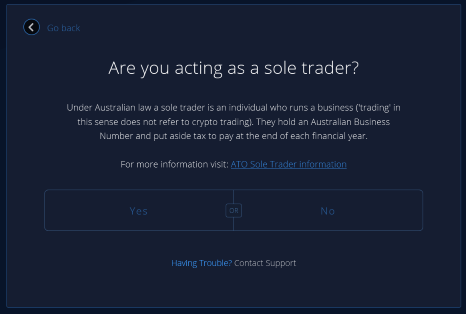 Go back
Are you acting as a sole trader?
Under Australian law a sole trader is an individual who runs a business ('trading' in
this sense does not refer to crypto trading). They hold an Australian Business
Number and put aside tax to pay at the end of each financial year.
For more information visit: ATO Sole Trader Information
Yes OR No
Having Trouble? Contact Support